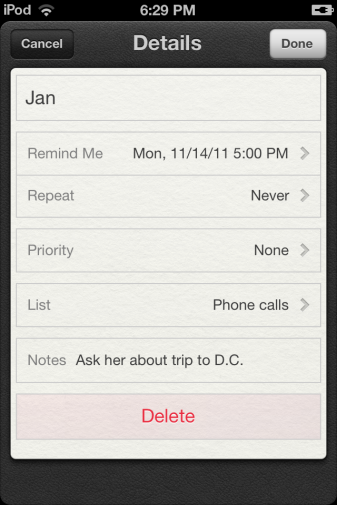 iPod 6:29 PM
Cancel Details Done
Jan
Remind Me Mon, 11/14/11 5:00 PM
Repeat Never
Priority None
List Phone calls
Notes Ask her about trip to D.C.
Delete